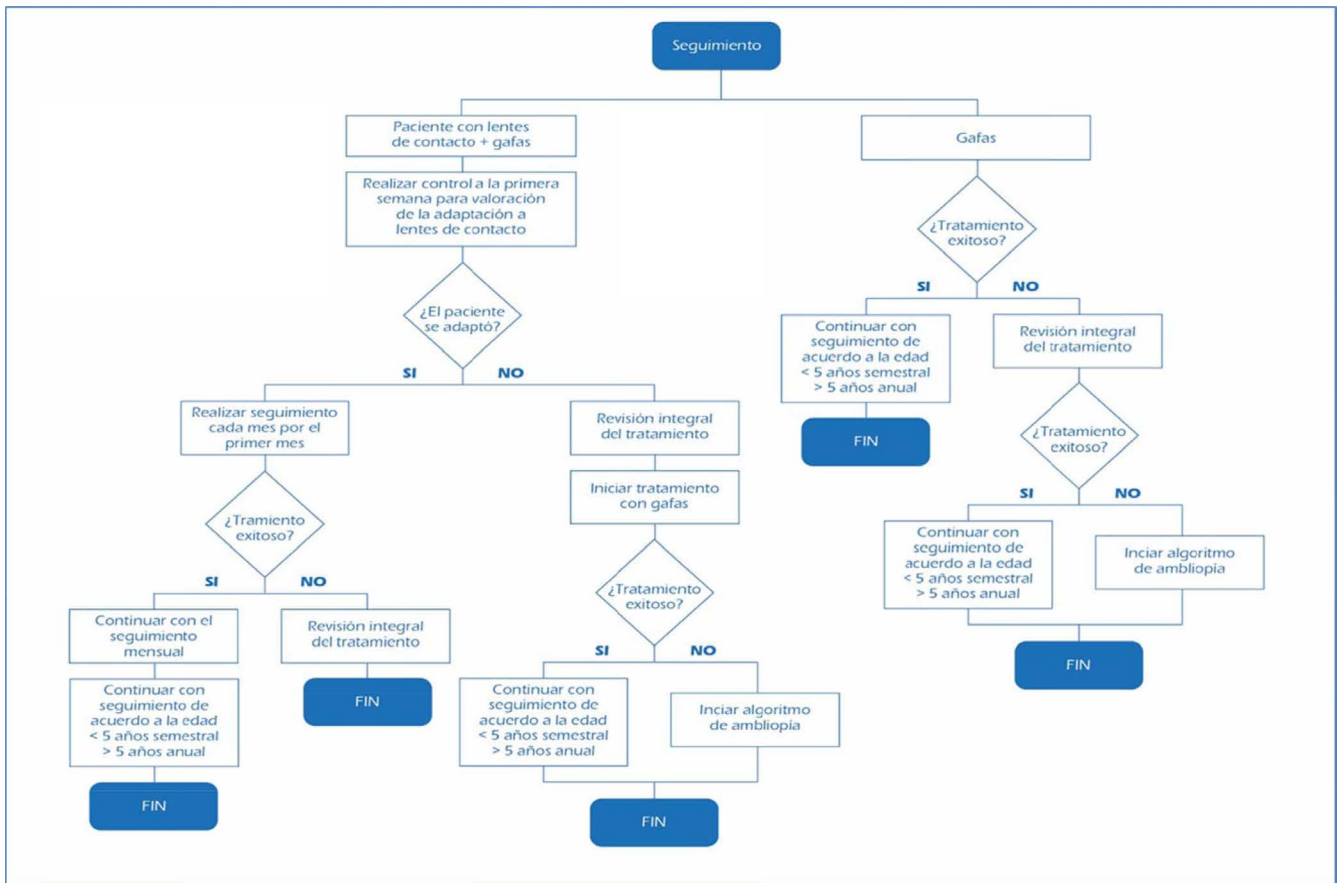 Seguimiento
Paciente con lentes
de contacto + gafas
Realizar control a la primera
semana para valoración
de la adaptación a
lentes de contacto
¿El paciente
se adaptó?
SI
NO
Realizar seguimiento
cada mes por el
primer mes
¿Tramiento
exitoso?
SI
NO
Continuar con el
seguimiento
mensual
Continuar con
seguimiento de
acuerdo a la edad
< 5 años semestral
> 5 años anual
FIN
Revisión integral
del tratamiento
FIN
Revisión integral
del tratamiento
Iniciar tratamiento
con gafas
¿Tratamiento
exitoso?
SI
NO
Continuar con
seguimiento de
acuerdo a la edad
< 5 años semestral
> 5 años anual
Inciar algoritmo
de ambliopía
FIN
Gafas
¿Tratamiento
exitoso?
SI
NO
Continuar con
seguimiento de
acuerdo a la edad
< 5 años semestral
> 5 años anual
FIN
Revisión integral
del tratamiento
¿Tratamiento
exitoso?
SI
NO
Continuar con
seguimiento de
acuerdo a la edad
< 5 años semestral
> 5 años anual
Inciar algoritmo
de ambliopía
FIN